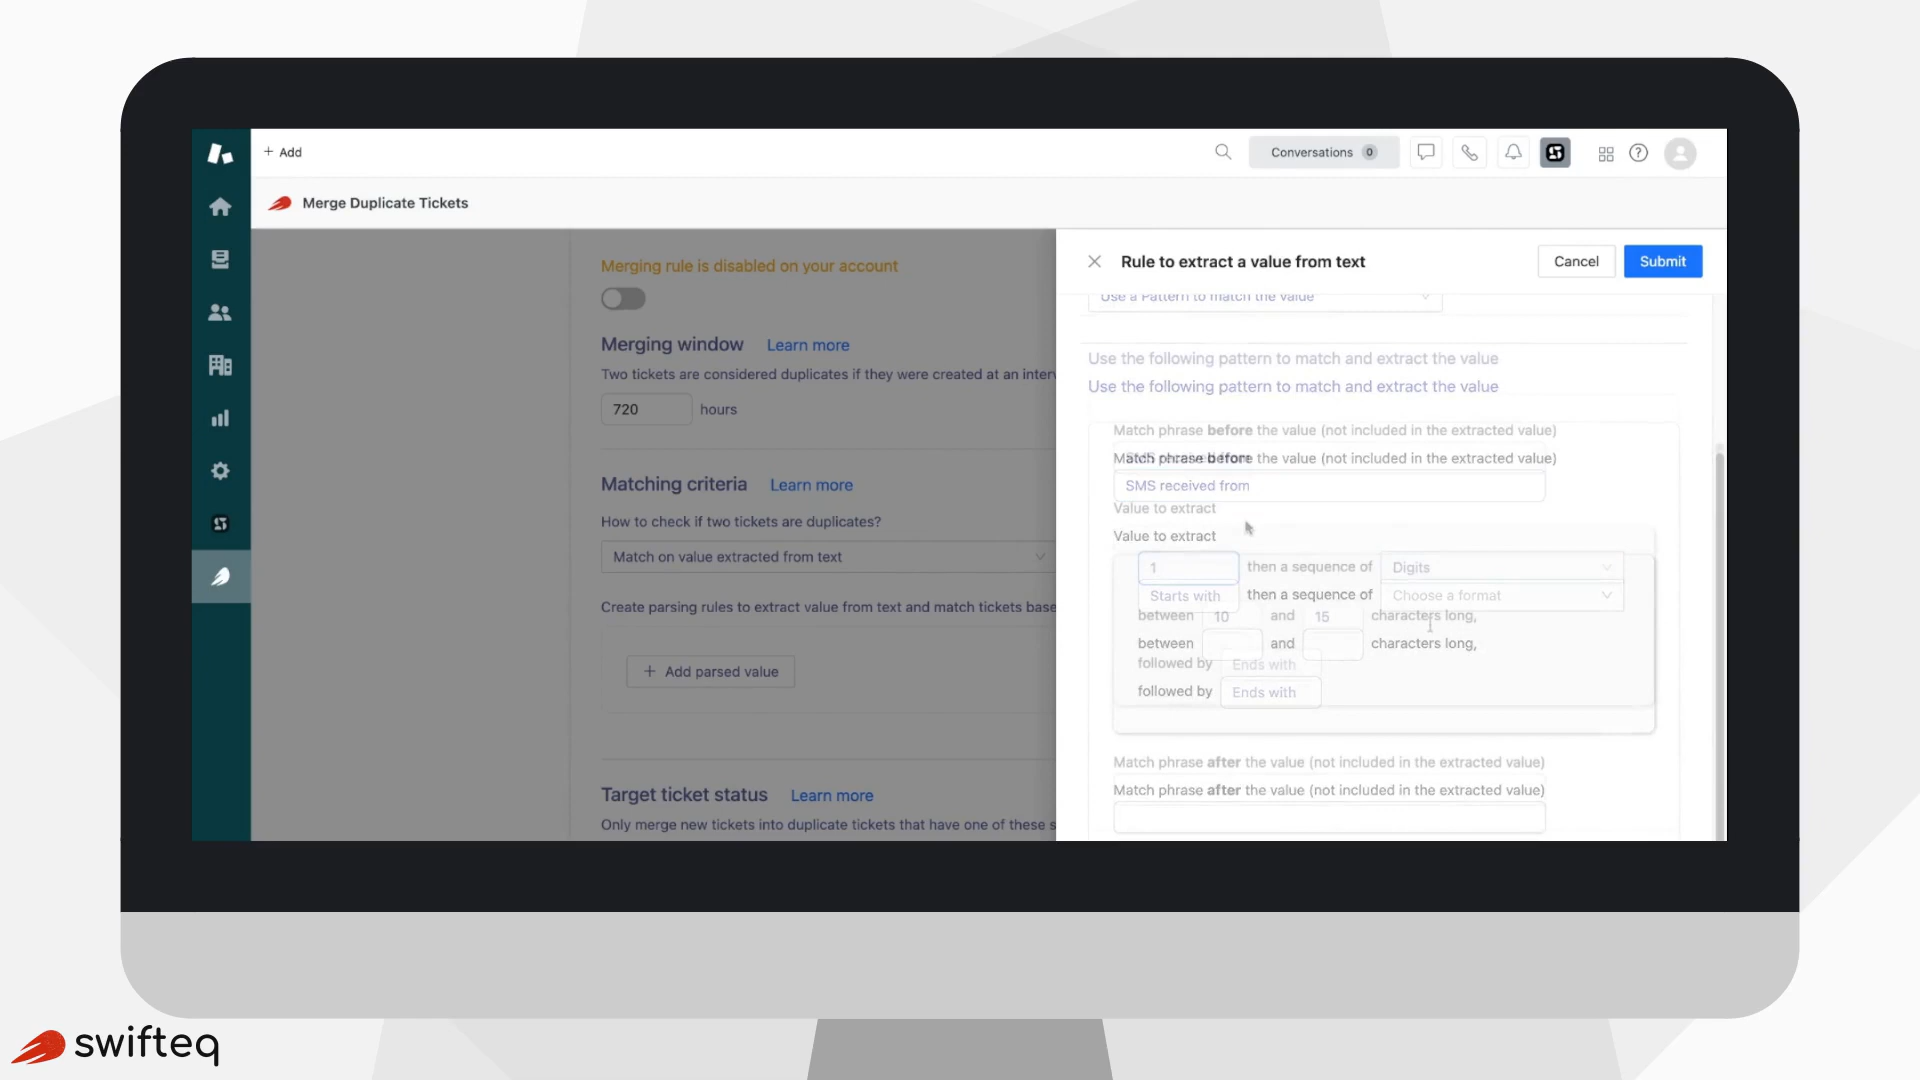 + Add
Conversations 0
Merge Duplicate Tickets
Merging rule is disabled on your account
Merging window Learn more
Two tickets are considered duplicates if they were created at an interv
720 hours
Matching criteria Learn more
How to check if two tickets are duplicates?
Match on value extracted from text
Create parsing rules to extract value from text and match tickets base
+ Add parsed value
Target ticket status Learn more
Only merge new tickets into duplicate tickets that have one of these s
Rule to extract a value from text
Cancel
Submit
Use a Pattern to match the value
Use the following pattern to match and extract the value
Use the following pattern to match and extract the value
Match phrase before the value (not included in the extracted value)
Match phrase before the value (not included in the extracted value)
SMS received from
Value to extract
Value to extract
1 then a sequence of Digits
Starts with then a sequence of Choose a format
between 10 and 15 characters long,
between and characters long,
followed by Ends with
followed by Ends with
Match phrase after the value (not included in the extracted value)
Match phrase after the value (not included in the extracted value)
swifteq